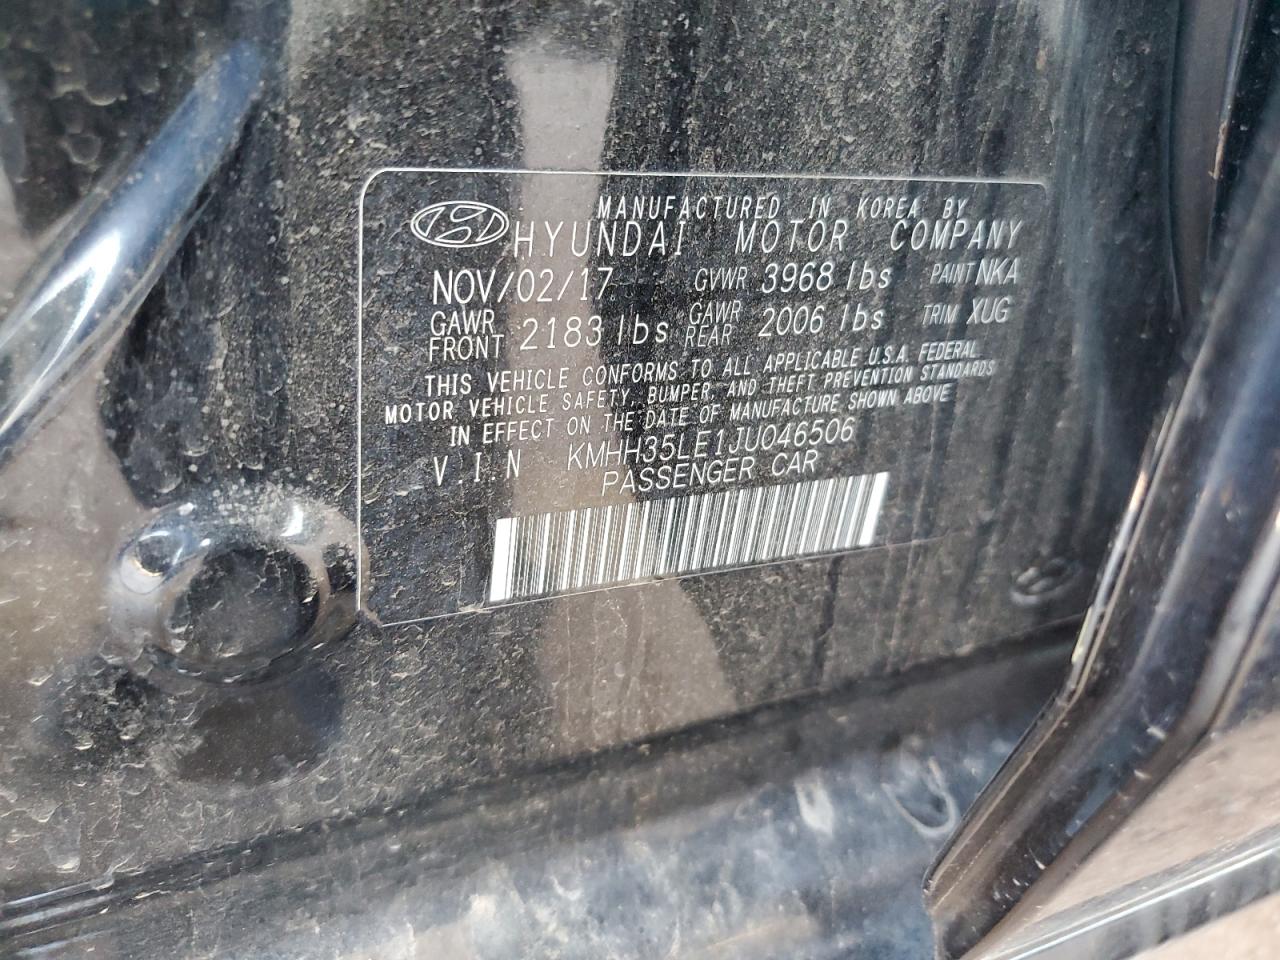 MANUFACTURED IN KOREA BY
HYUNDAI MOTOR COMPANY
NOV/02/17 GVWR 3968 lbs PAINT NKA
GAWR FRONT 2183 lbs GAWR REAR 2006 lbs TRIM XUG
THIS VEHICLE CONFORMS TO ALL APPLICABLE U.S.A. FEDERAL
MOTOR VEHICLE SAFETY, BUMPER, AND THEFT PREVENTION STANDARDS
IN EFFECT ON THE DATE OF MANUFACTURE SHOWN ABOVE
V.I.N KMHH35LE1JU046506
PASSENGER CAR